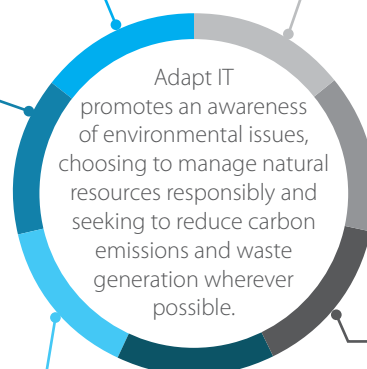 Adapt IT
promotes an awareness
of environmental issues,
choosing to manage natural
resources responsibly and
seeking to reduce carbon
emissions and waste
generation wherever
possible.